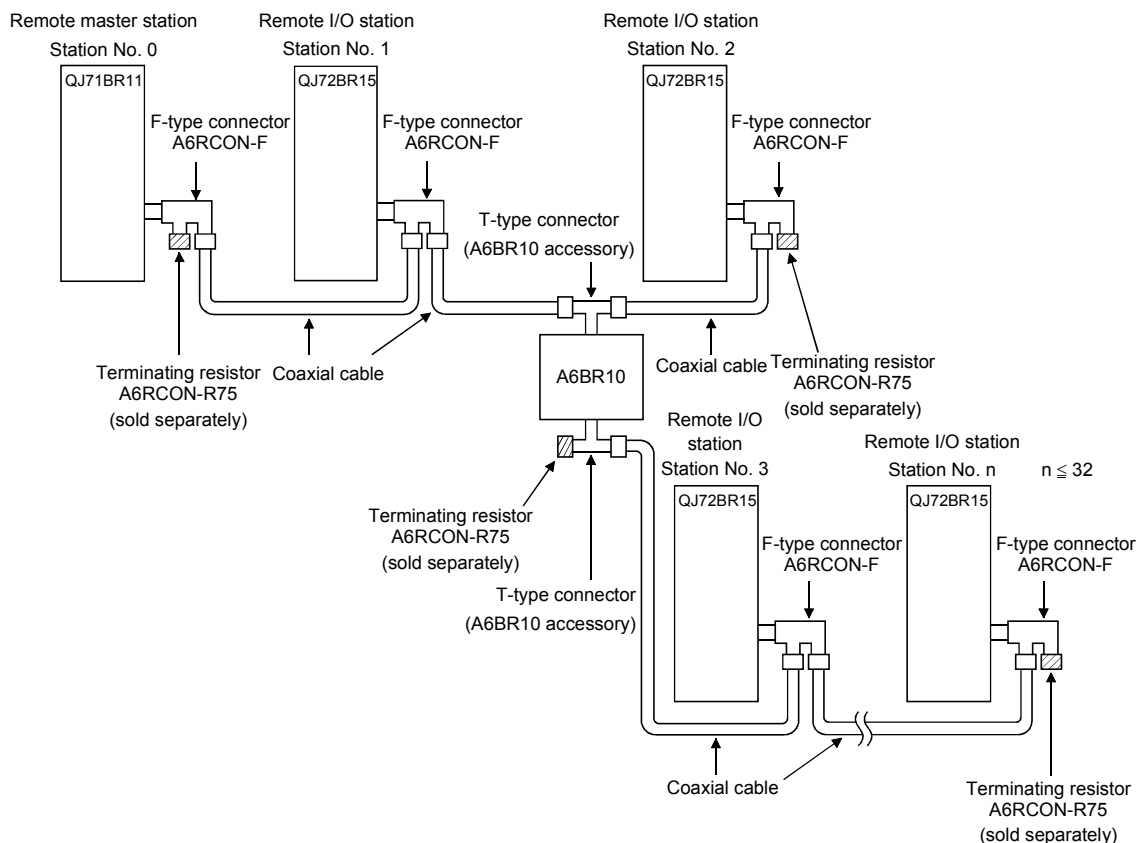 Remote master station
Station No. 0
QJ71BR11
F-type connector
A6RCON-F
Remote I/O station
Station No. 1
QJ72BR15
F-type connector
A6RCON-F
Remote I/O station
Station No. 2
QJ72BR15
F-type connector
A6RCON-F
T-type connector
(A6BR10 accessory)
Terminating resistor
A6RCON-R75
(sold separately)
Coaxial cable
A6BR10
Coaxial cable
Terminating resistor
A6RCON-R75
(sold separately)
Terminating resistor
A6RCON-R75
(sold separately)
T-type connector
(A6BR10 accessory)
Remote I/O
station
Station No. 3
QJ72BR15
F-type connector
A6RCON-F
Remote I/O station
Station No. n
n ≦ 32
QJ72BR15
F-type connector
A6RCON-F
Coaxial cable
Terminating resistor
A6RCON-R75
(sold separately)